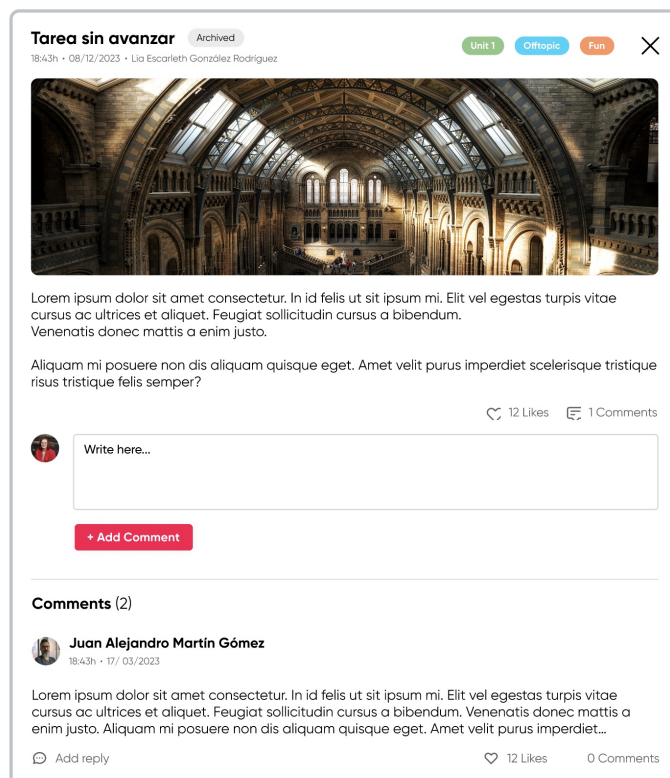 Tarea sin avanzar
Archived
Unit 1
Offtopic
Fun
18:43h • 08/12/2023 • Lia Escarleth González Rodríguez
Lorem ipsum dolor sit amet consectetur. In id felis ut sit ipsum mi. Elit vel egestas turpis vitae
cursus ac ultrices et aliquet. Feugiat sollicitudin cursus a bibendum.
Venenatis donec mattis a enim justo.
Aliquam mi posuere non dis aliquam quisque eget. Amet velit purus imperdiet scelerisque tristique
risus tristique felis semper?
12 Likes
1 Comments
Write here...
+ Add Comment
Comments (2)
Juan Alejandro Martín Gómez
18:43h • 17/ 03/2023
Lorem ipsum dolor sit amet consectetur. In id felis ut sit ipsum mi. Elit vel egestas turpis vitae
cursus ac ultrices et aliquet. Feugiat sollicitudin cursus a bibendum. Venenatis donec mattis a
enim justo. Aliquam mi posuere non dis aliquam quisque eget. Amet velit purus imperdiet...
Add reply
12 Likes
0 Comments